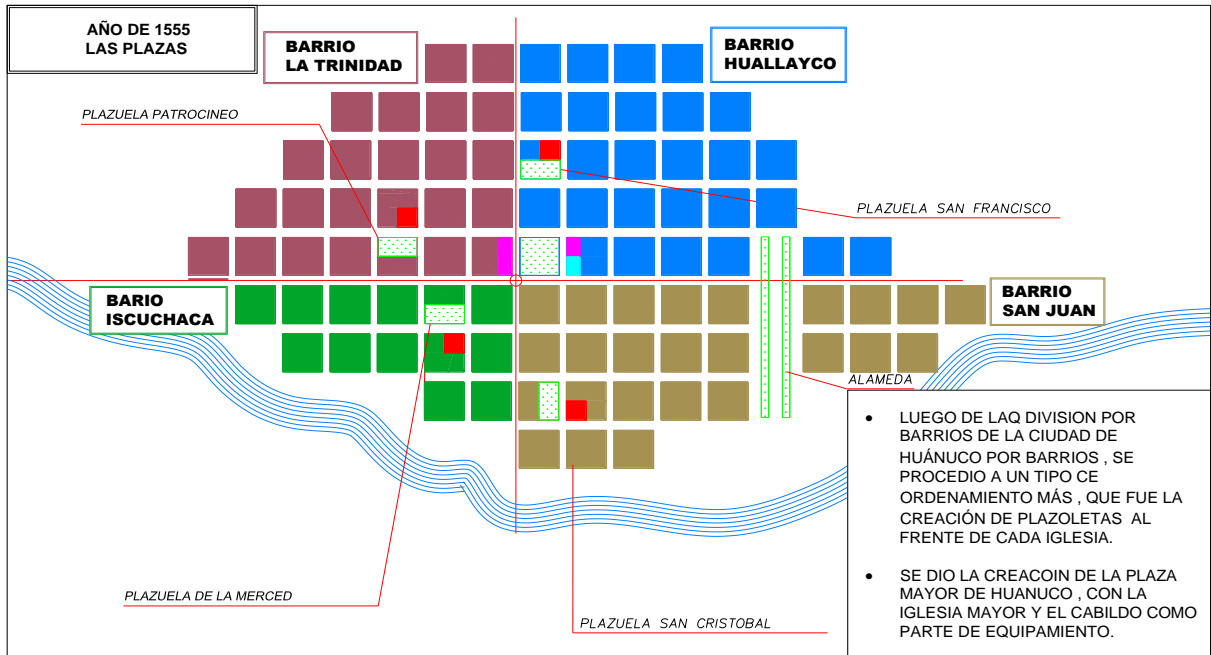 AÑO DE 1555
LAS PLAZAS
BARRIO
LA TRINIDAD
BARRIO
HUALLAYCO
PLAZUELA PATROCINEO
PLAZUELA SAN FRANCISCO
BARIO
ISCUCHACA
BARRIO
SAN JUAN
ALAMEDA
PLAZUELA DE LA MERCED
PLAZUELA SAN CRISTOBAL
• LUEGO DE LAQ DIVISION POR
BARRIOS DE LA CIUDAD DE
HUÁNUCO POR BARRIOS , SE
PROCEDIO A UN TIPO CE
ORDENAMIENTO MÁS , QUE FUE LA
CREACIÓN DE PLAZOLETAS AL
FRENTE DE CADA IGLESIA.
• SE DIO LA CREACOIN DE LA PLAZA
MAYOR DE HUANUCO , CON LA
IGLESIA MAYOR Y EL CABILDO COMO
PARTE DE EQUIPAMIENTO.